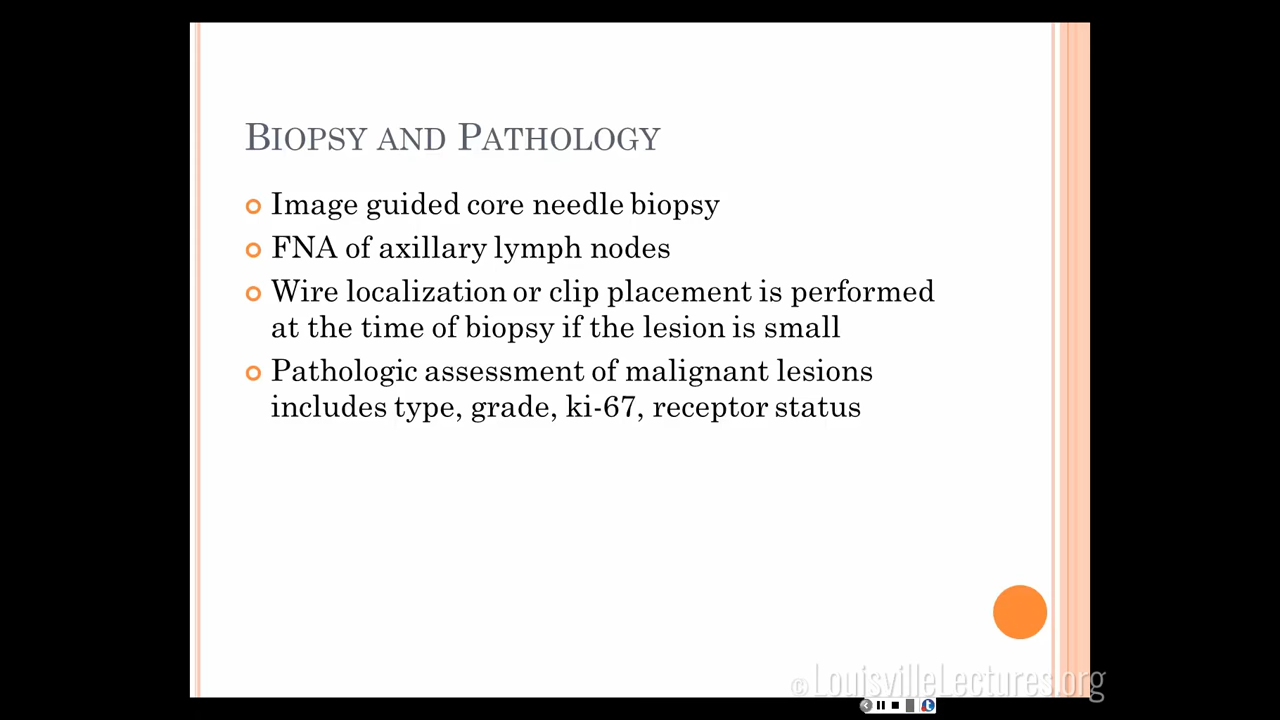 BIOPSY AND PATHOLOGY
Image guided core needle biopsy
FNA of axillary lymph nodes
Wire localization or clip placement is performed
at the time of biopsy if the lesion is small
Pathologic assessment of malignant lesions
includes type, grade, ki-67, receptor status
© LouisvilleLectures.org